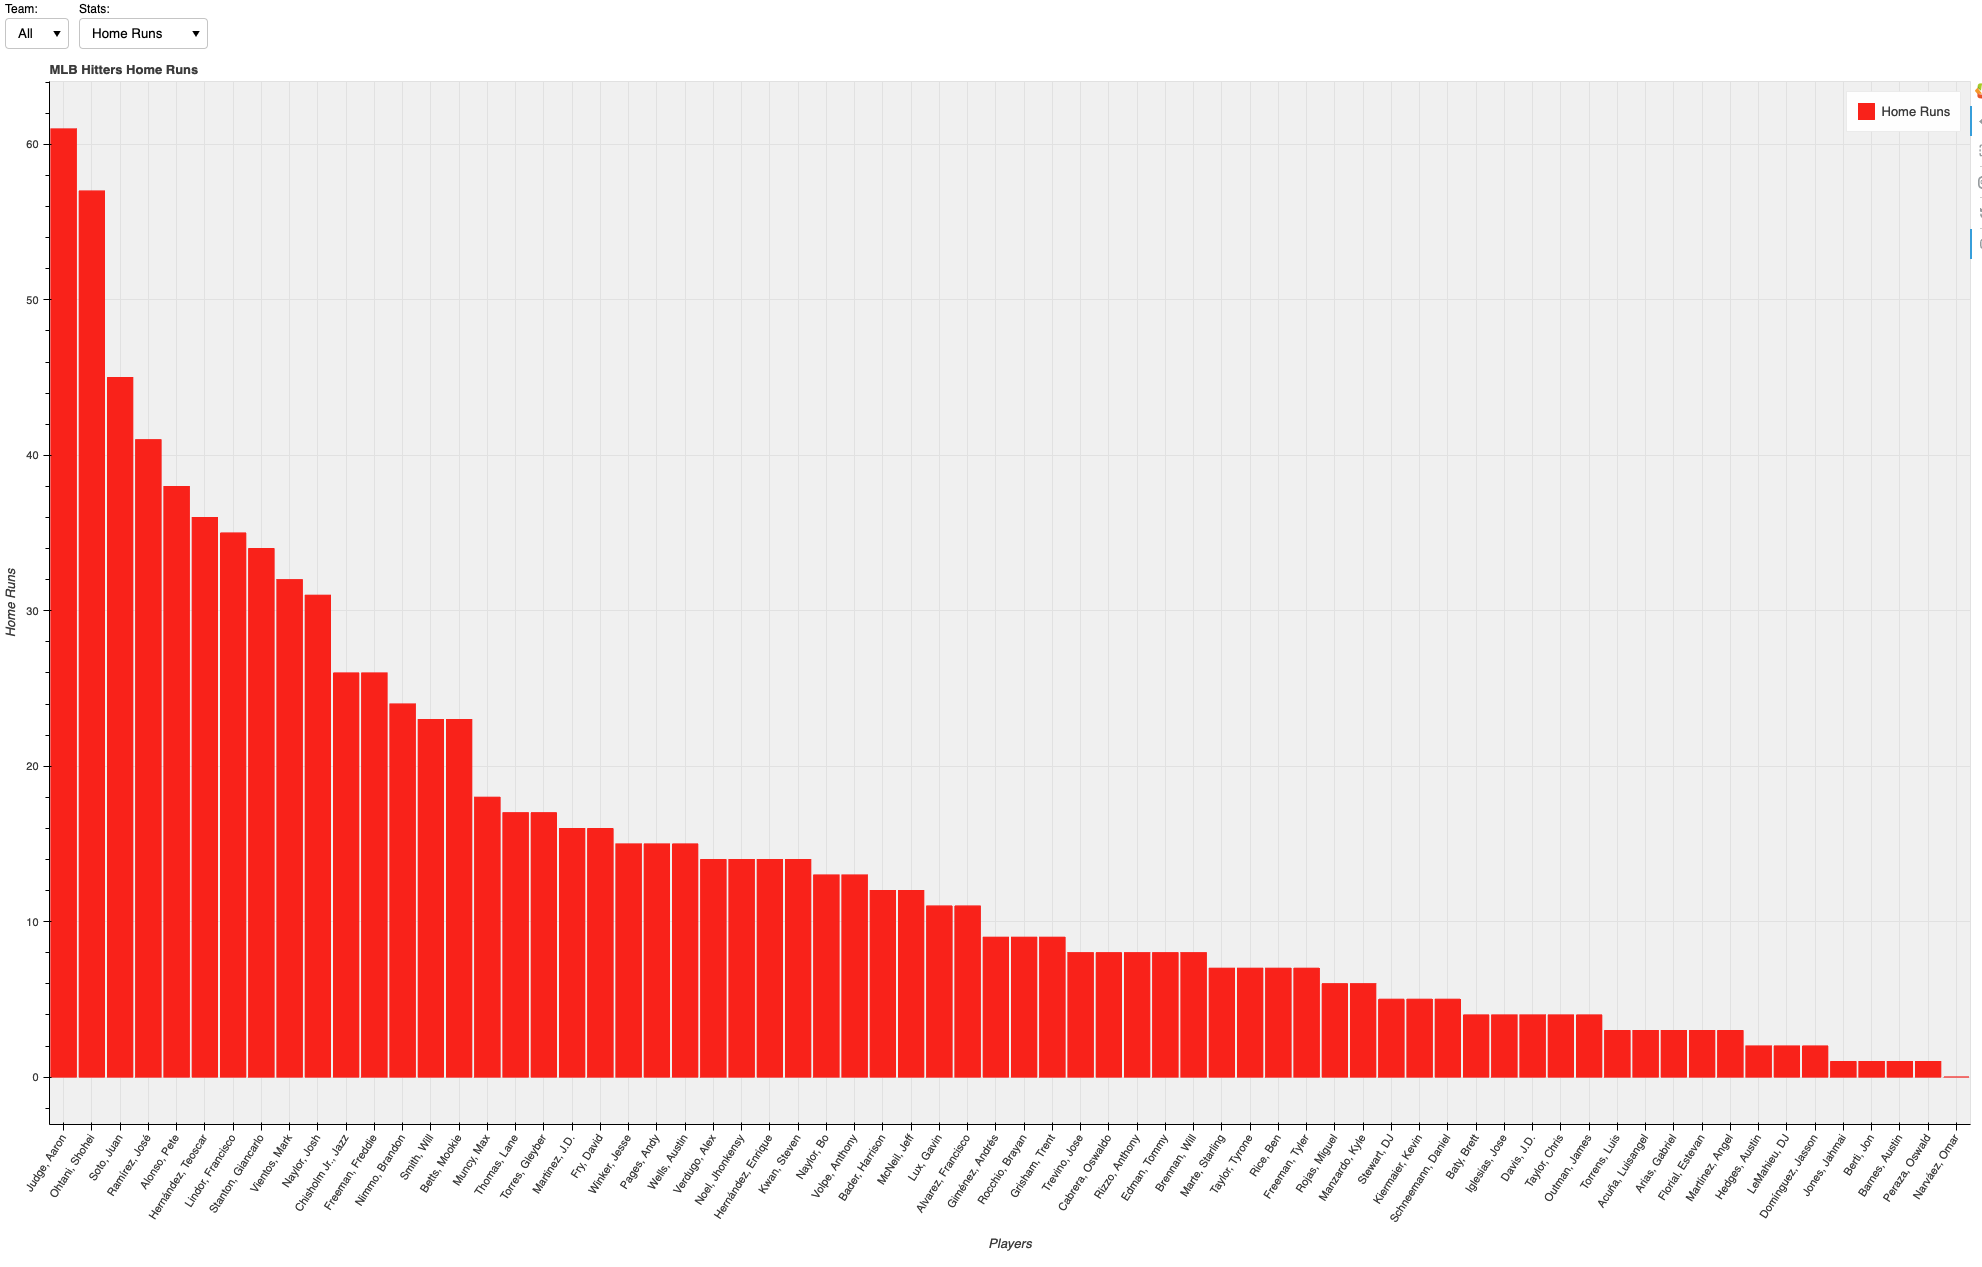 Team:
Stats:
All
Home Runs
MLB Hitters Home Runs
Home Runs
60
50
40
30
20
10
0
Home Runs
Judge, Aaron
Ohtani, Shohei
Soto, Juan
Ramírez, José
Alonso, Pete
Hernández, Teoscar
Lindor, Francisco
Stanton, Giancarlo
Vientos, Mark
Naylor, Josh
Chisholm Jr., Jazz
Freeman, Freddie
Nimmo, Brandon
Smith, Will
Betts, Mookie
Muncy, Max
Thomas, Lane
Torres, Gleyber
Martinez, J.D.
Fry, David
Winker, Jesse
Pages, Andy
Wells, Austin
Verdugo, Alex
Noel, Jhonkensy
Hernández, Enrique
Kwan, Steven
Naylor, Bo
Volpe, Anthony
Bader, Harrison
McNeil, Jeff
Lux, Gavin
Alvarez, Francisco
Giménez, Andrés
Rocchio, Brayan
Grisham, Trent
Trevino, Jose
Cabrera, Oswaldo
Rizzo, Anthony
Edman, Tommy
Brennan, Will
Marte, Starling
Taylor, Tyrone
Rice, Ben
Freeman, Tyler
Rojas, Miguel
Manzardo, Kyle
Stewart, DJ
Kiermaier, Kevin
Schneemann, Daniel
Baty, Brett
Iglesias, Jose
Davis, J.D.
Taylor, Chris
Outman, James
Torrens, Luis
Acuña, Luisangel
Arias, Gabriel
Florial, Estevan
Martínez, Angel
Hedges, Austin
LeMahieu, DJ
Domínguez, Jasson
Jones, Jahmai
Berti, Jon
Barnes, Austin
Peraza, Oswald
Narváez, Omar
Players